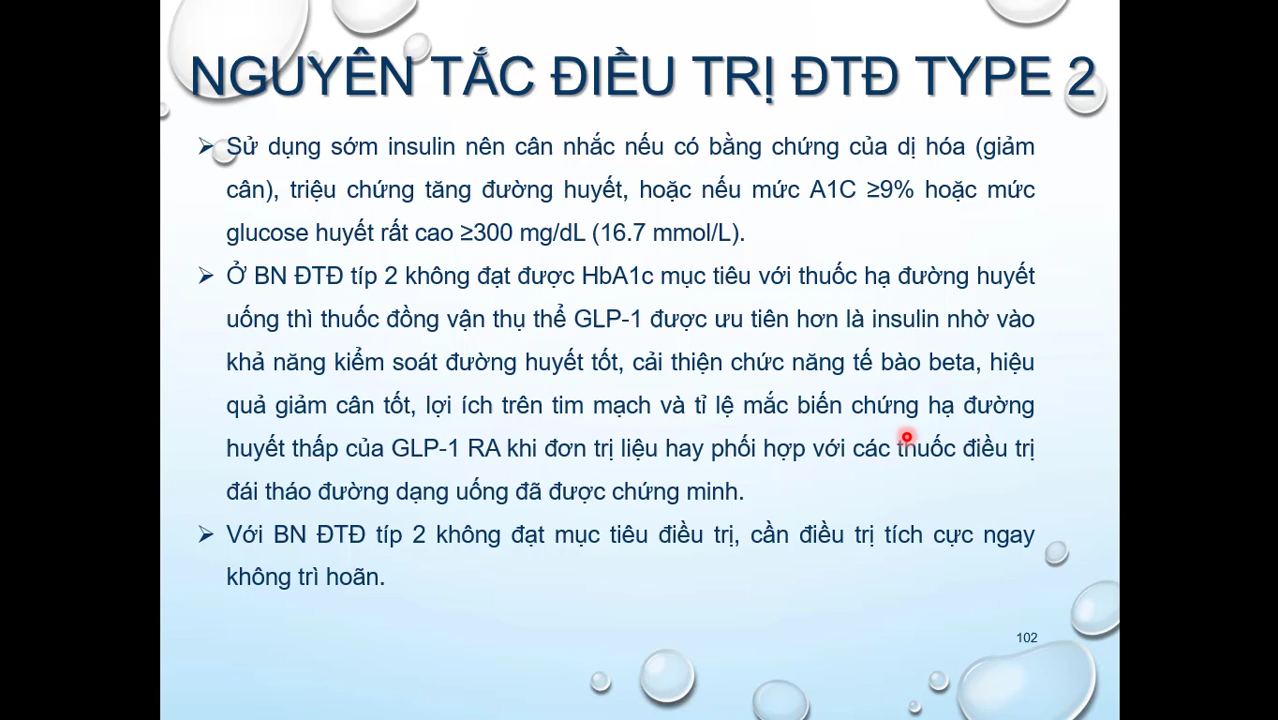 NGUYÊN TẮC ĐIỀU TRỊ ĐTĐ TYPE 2
Sử dụng sớm insulin nên cân nhắc nếu có bằng chứng của dị hóa (giảm
cân), triệu chứng tăng đường huyết, hoặc nếu mức A1C ≥9% hoặc mức
glucose huyết rất cao ≥300 mg/dL (16.7 mmol/L).
Ở BN ĐTĐ típ 2 không đạt được HbA1c mục tiêu với thuốc hạ đường huyết
uống thì thuốc đồng vận thụ thể GLP-1 được ưu tiên hơn là insulin nhờ vào
khả năng kiểm soát đường huyết tốt, cải thiện chức năng tế bào beta, hiệu
quả giảm cân tốt, lợi ích trên tim mạch và tỉ lệ mắc biến chứng hạ đường
huyết thấp của GLP-1 RA khi đơn trị liệu hay phối hợp với các thuốc điều trị
đái tháo đường dạng uống đã được chứng minh.
Với BN ĐTĐ típ 2 không đạt mục tiêu điều trị, cần điều trị tích cực ngay
không trì hoãn.
102